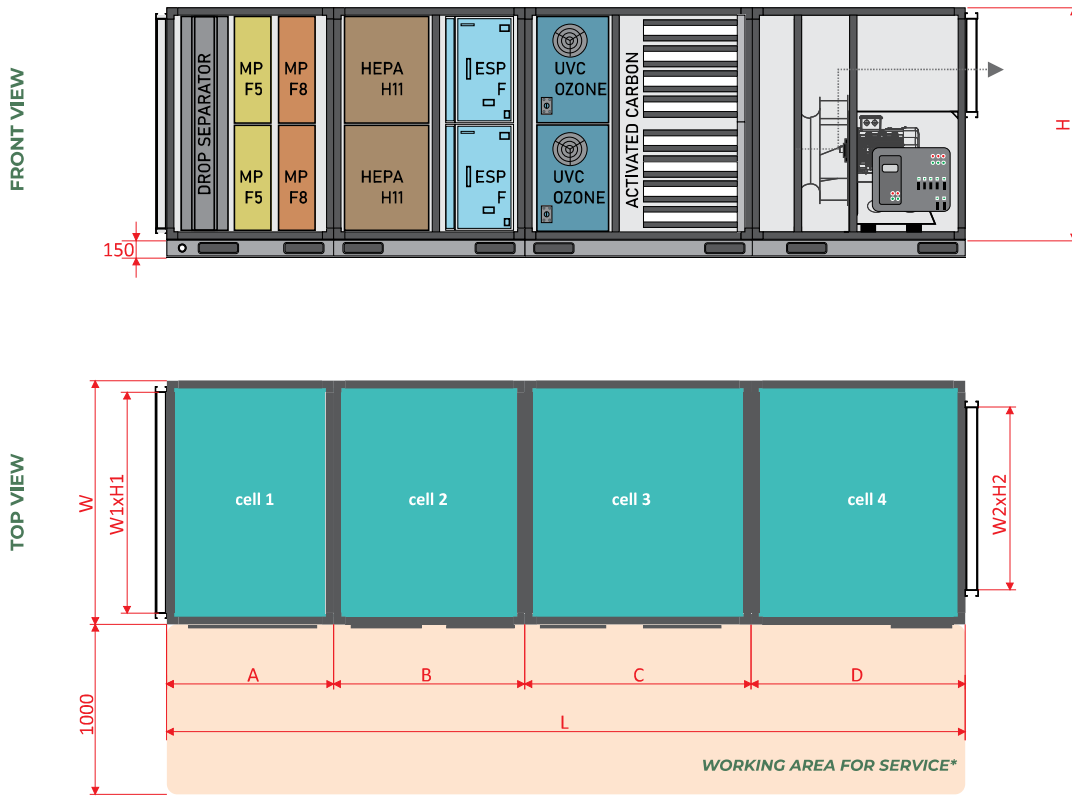 FRONT VIEW
DROP SEPARATOR
MP
F5
MP
F8
HEPA
H11
ESP
F
UVC
OZONE
ACTIVATED CARBON
MP
F5
MP
F8
HEPA
H11
ESP
F
UVC
OZONE
H
150
TOP VIEW
W
W1xH1
cell 1
cell 2
cell 3
cell 4
W2xH2
A
B
C
D
1000
L
WORKING AREA FOR SERVICE*